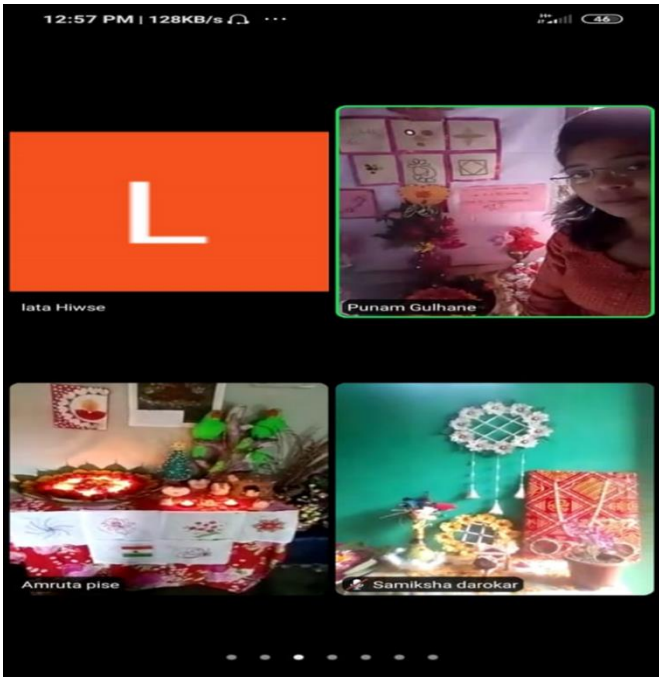 12:57 PM | 128KB/s ...
46
L
lata Hiwse
Punam Gulhane
Amruta pise
Samiksha darokar